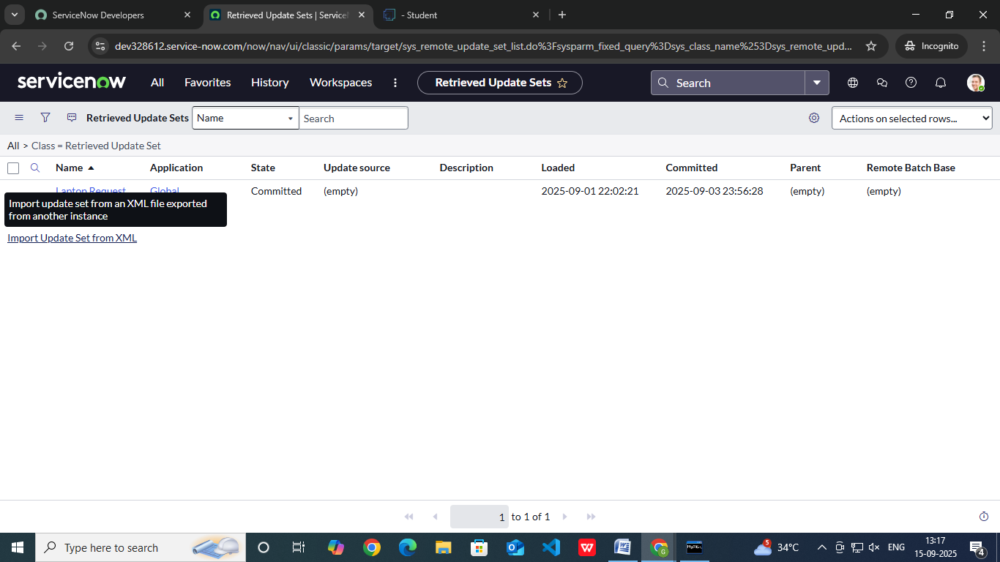 ServiceNow Developers
Retrieved Update Sets | Service
- Student
dev328612.service-now.com/now/nav/ui/classic/params/target/sys_remote_update_set_list.do%3Fsysparm_fixed_query%3Dsys_class_name%253Dsys_remote_upd...
Incognito
servicenow All Favorites History Workspaces Retrieved Update Sets Search
Retrieved Update Sets Name Search Actions on selected rows...
All > Class = Retrieved Update Set
Name Application State Update source Description Loaded Committed Parent Remote Batch Base
Laptop Request Global Committed (empty) 2025-09-01 22:02:21 2025-09-03 23:56:28 (empty) (empty)
Import update set from an XML file exported
from another instance
Import Update Set from XML
1 to 1 of 1
Type here to search
5 34°C ENG 13:17
15-09-2025
4